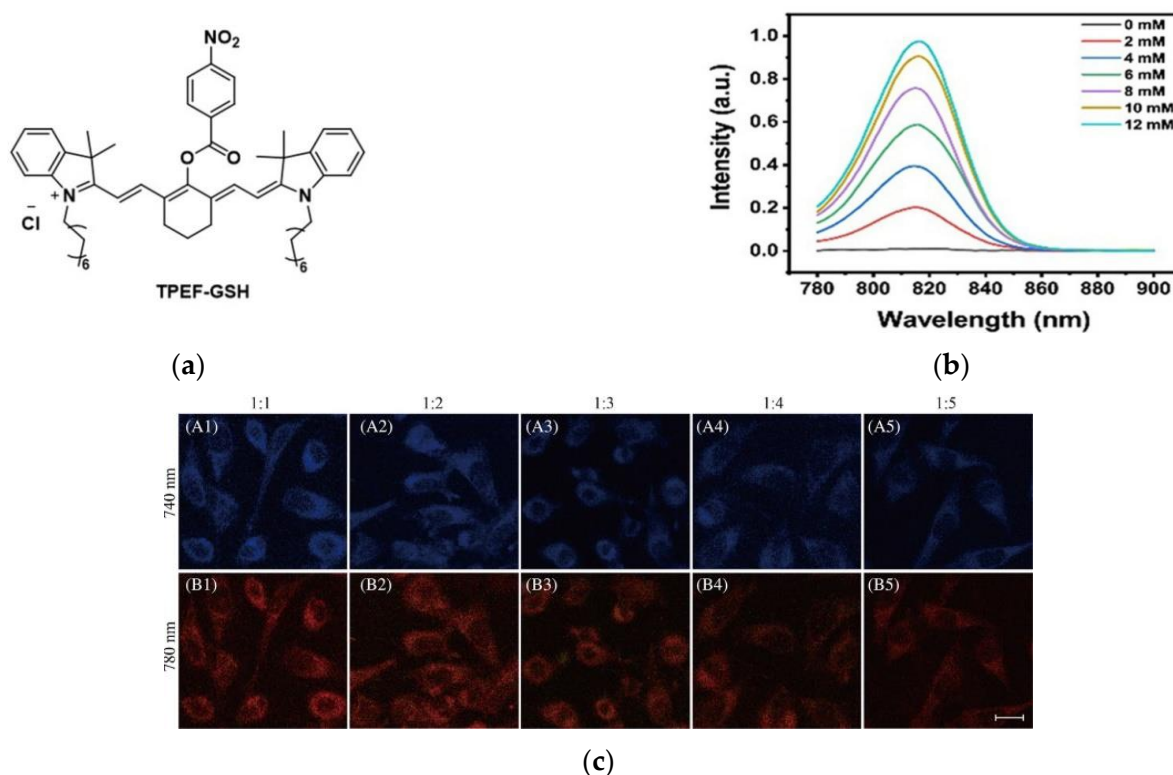 NO₂
O
O
N
+
N
−
Cl
6
6
TPEF-GSH
(a)
1.0
0.8
0.6
0.4
0.2
0.0
Intensity (a.u.)
0 mM
2 mM
4 mM
6 mM
8 mM
10 mM
12 mM
780 800 820 840 860 880 900
Wavelength (nm)
(b)
1:1 1:2 1:3 1:4 1:5
740 nm
(A1) (A2) (A3) (A4) (A5)
780 nm
(B1) (B2) (B3) (B4) (B5)
(c)